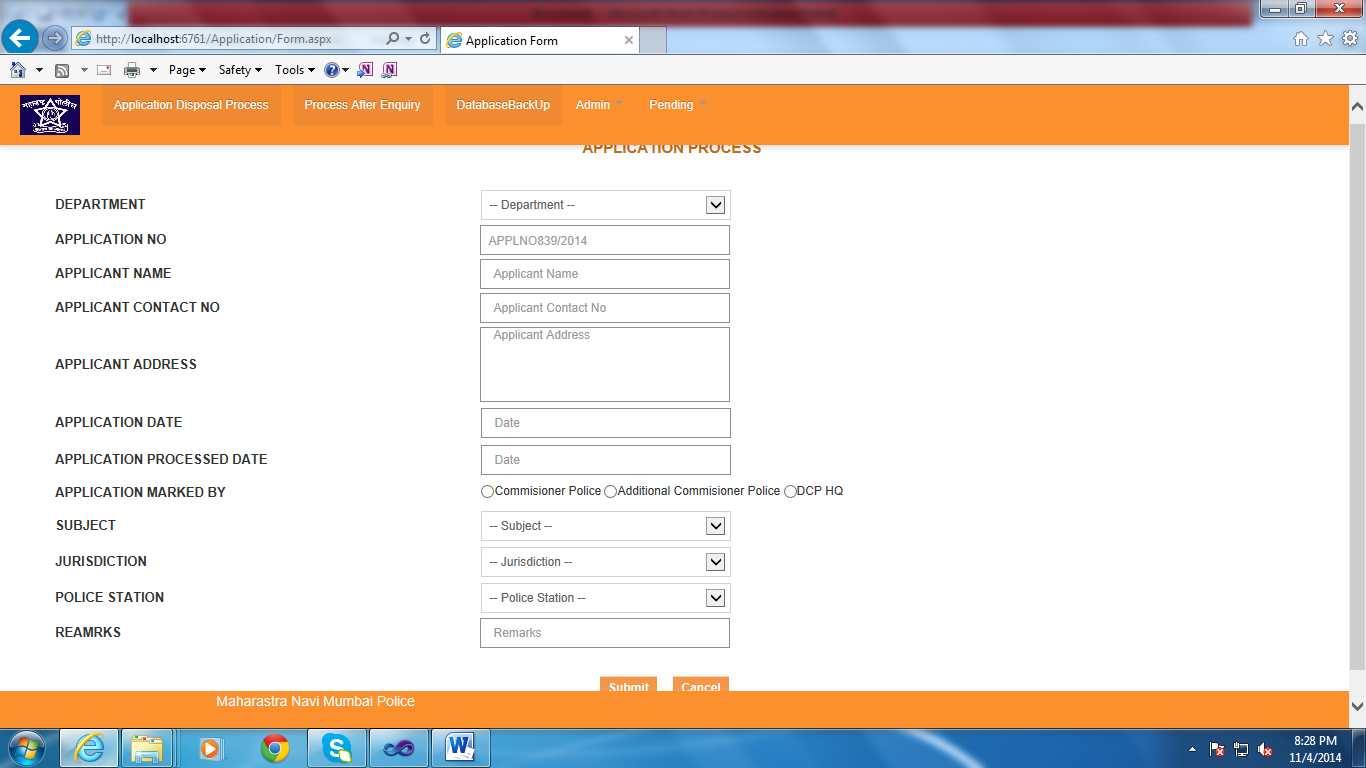 http://localhost:6761/Application/Form.aspx
Application Form
Page
Safety
Tools
महाराष्ट्र पोलीस
Application Disposal Process
Process After Enquiry
DatabaseBackUp
Admin
Pending
APPLICATION PROCESS
DEPARTMENT
-- Department --
APPLICATION NO
APPLNO839/2014
APPLICANT NAME
Applicant Name
APPLICANT CONTACT NO
Applicant Contact No
APPLICANT ADDRESS
Applicant Address
APPLICATION DATE
Date
APPLICATION PROCESSED DATE
Date
APPLICATION MARKED BY
Commisioner Police Additional Commisioner Police DCP HQ
SUBJECT
-- Subject --
JURISDICTION
-- Jurisdiction --
POLICE STATION
-- Police Station --
REAMRKS
Remarks
Submit Cancel
Maharastra Navi Mumbai Police
8:28 PM
11/4/2014